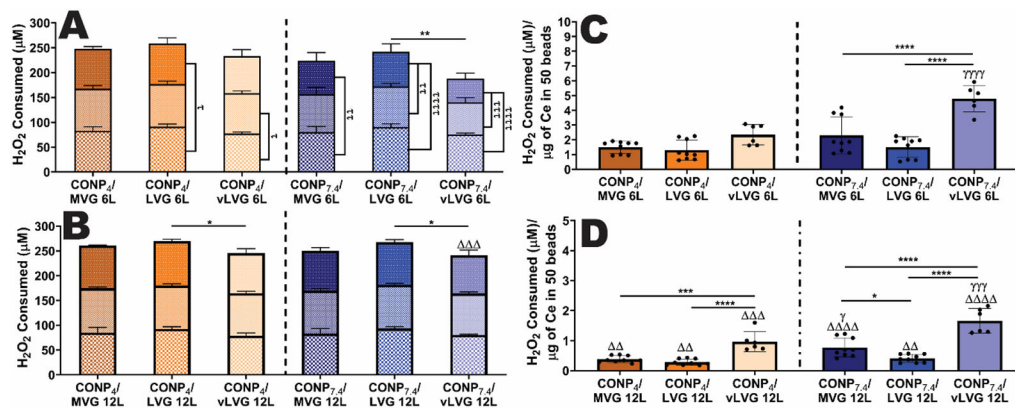 A
H₂O₂ Consumed (μM)
300
250
200
150
100
50
0
**
CONP₄/
MVG 6L
CONP₄/
LVG 6L
CONP₄/
vLVG 6L
CONP₇.₄/
MVG 6L
CONP₇.₄/
LVG 6L
CONP₇.₄/
vLVG 6L
C
H₂O₂ Consumed (μM)/
μg of Ce in 50 beads
10
9
8
7
6
5
4
3
2
1
0
****
****
γγγγ
CONP₄/
MVG 6L
CONP₄/
LVG 6L
CONP₄/
vLVG 6L
CONP₇.₄/
MVG 6L
CONP₇.₄/
LVG 6L
CONP₇.₄/
vLVG 6L
B
H₂O₂ Consumed (μM)
300
250
200
150
100
50
0
*
*
ΔΔΔ
CONP₄/
MVG 12L
CONP₄/
LVG 12L
CONP₄/
vLVG 12L
CONP₇.₄/
MVG 12L
CONP₇.₄/
LVG 12L
CONP₇.₄/
vLVG 12L
D
H₂O₂ Consumed (μM)/
μg of Ce in 50 beads
5
4
3
2
1
0
***
****
ΔΔ
ΔΔ
ΔΔΔ
****
****
*
γ
ΔΔΔΔ
ΔΔ
γγγ
ΔΔΔΔ
CONP₄/
MVG 12L
CONP₄/
LVG 12L
CONP₄/
vLVG 12L
CONP₇.₄/
MVG 12L
CONP₇.₄/
LVG 12L
CONP₇.₄/
vLVG 12L